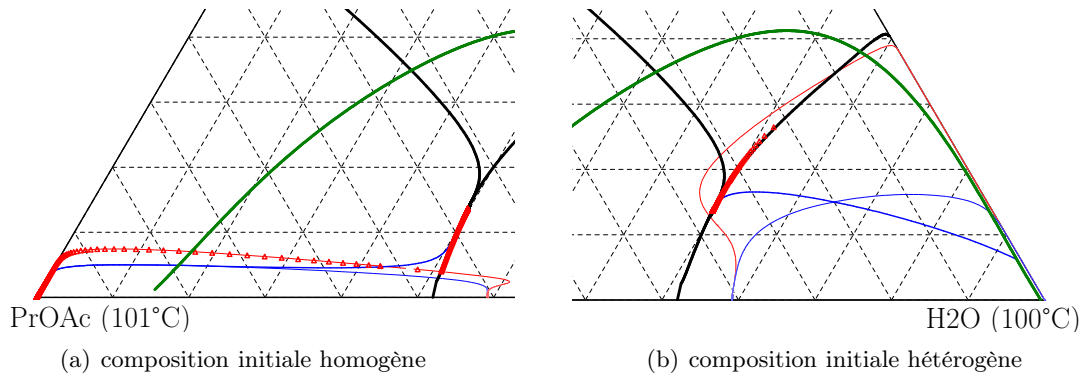 PrOAc (101°C)
H2O (100°C)
(a) composition initiale homogène
(b) composition initiale hétérogène